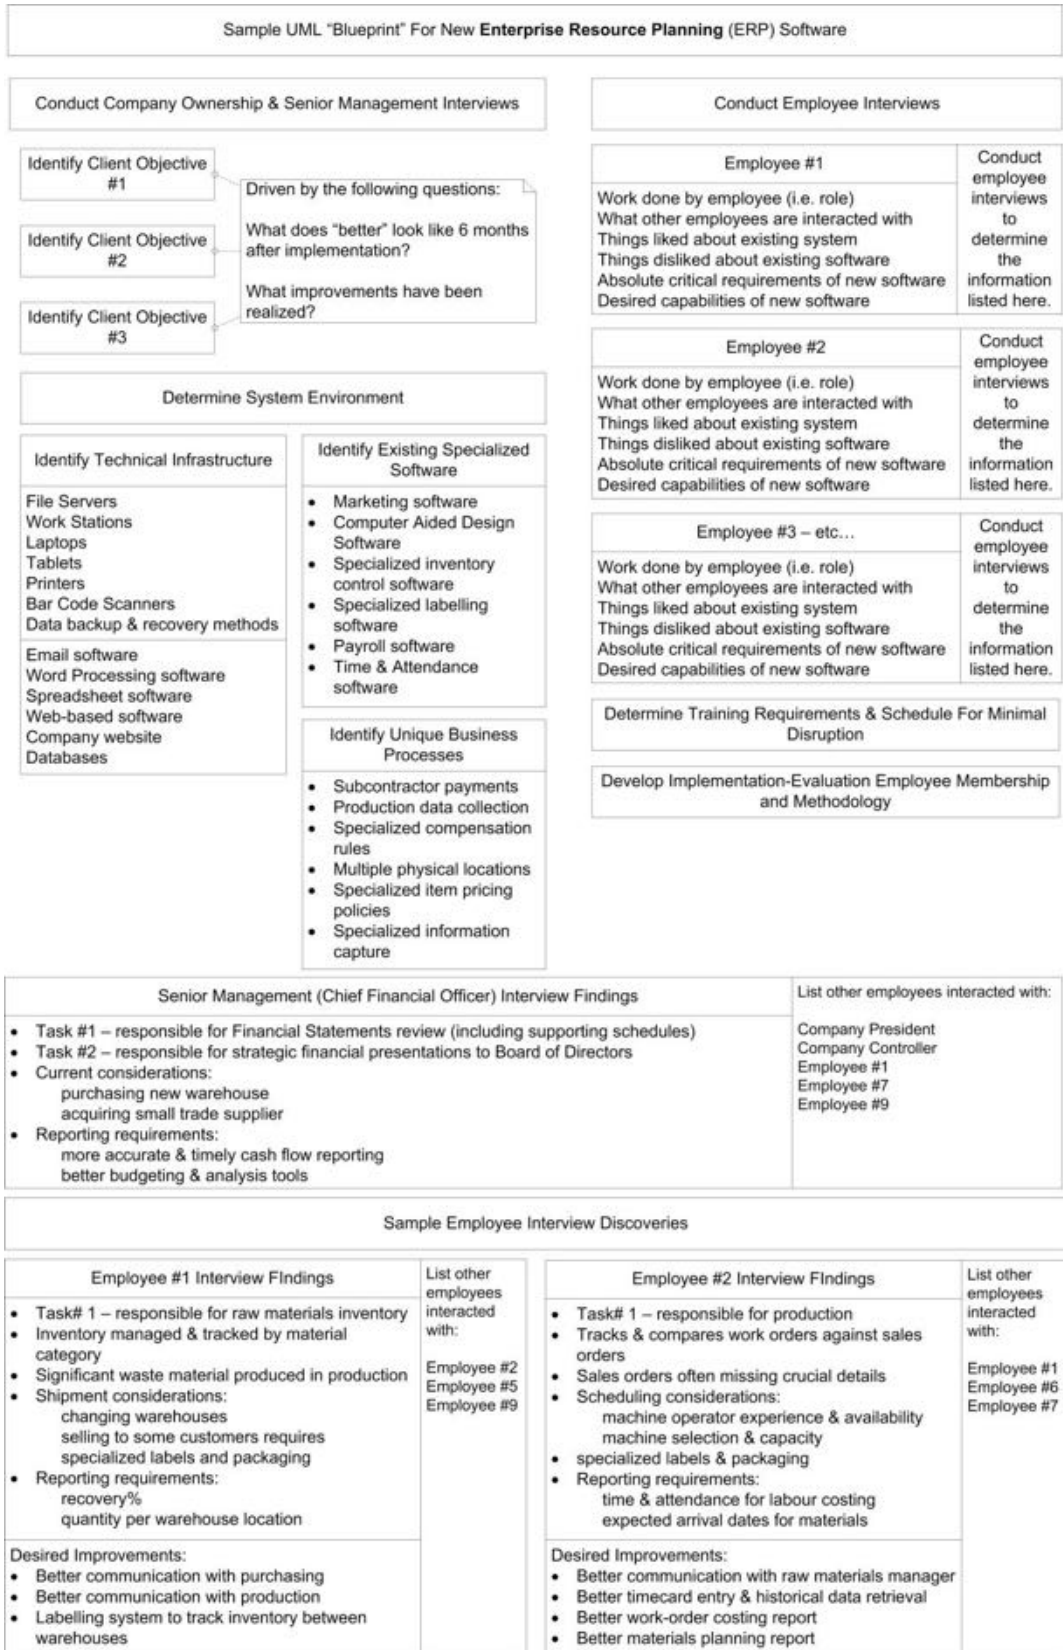 Sample UML “Blueprint” For New Enterprise Resource Planning (ERP) Software
Conduct Company Ownership & Senior Management Interviews
Identify Client Objective
#1
Identify Client Objective
#2
Identify Client Objective
#3
Driven by the following questions:
What does “better” look like 6 months
after implementation?
What improvements have been
realized?
Determine System Environment
Identify Technical Infrastructure
File Servers
Work Stations
Laptops
Tablets
Printers
Bar Code Scanners
Data backup & recovery methods
Email software
Word Processing software
Spreadsheet software
Web-based software
Company website
Databases
Identify Existing Specialized
Software
• Marketing software
• Computer Aided Design
Software
• Specialized inventory
control software
• Specialized labelling
software
• Payroll software
• Time & Attendance
software
Identify Unique Business
Processes
• Subcontractor payments
• Production data collection
• Specialized compensation
rules
• Multiple physical locations
• Specialized item pricing
policies
• Specialized information
capture
Conduct Employee Interviews
Employee #1
Work done by employee (i.e. role)
What other employees are interacted with
Things liked about existing system
Things disliked about existing software
Absolute critical requirements of new software
Desired capabilities of new software
Conduct
employee
interviews
to
determine
the
information
listed here.
Employee #2
Work done by employee (i.e. role)
What other employees are interacted with
Things liked about existing system
Things disliked about existing software
Absolute critical requirements of new software
Desired capabilities of new software
Conduct
employee
interviews
to
determine
the
information
listed here.
Employee #3 – etc…
Work done by employee (i.e. role)
What other employees are interacted with
Things liked about existing system
Things disliked about existing software
Absolute critical requirements of new software
Desired capabilities of new software
Conduct
employee
interviews
to
determine
the
information
listed here.
Determine Training Requirements & Schedule For Minimal
Disruption
Develop Implementation-Evaluation Employee Membership
and Methodology
Senior Management (Chief Financial Officer) Interview Findings
• Task #1 – responsible for Financial Statements review (including supporting schedules)
• Task #2 – responsible for strategic financial presentations to Board of Directors
• Current considerations:
purchasing new warehouse
acquiring small trade supplier
• Reporting requirements:
more accurate & timely cash flow reporting
better budgeting & analysis tools
List other employees interacted with:
Company President
Company Controller
Employee #1
Employee #7
Employee #9
Sample Employee Interview Discoveries
Employee #1 Interview FIndings
• Task# 1 – responsible for raw materials inventory
• Inventory managed & tracked by material
category
• Significant waste material produced in production
• Shipment considerations:
changing warehouses
selling to some customers requires
specialized labels and packaging
• Reporting requirements:
recovery%
quantity per warehouse location
Desired Improvements:
• Better communication with purchasing
• Better communication with production
• Labelling system to track inventory between
warehouses
List other
employees
interacted
with:
Employee #2
Employee #5
Employee #9
Employee #2 Interview FIndings
• Task# 1 – responsible for production
• Tracks & compares work orders against sales
orders
• Sales orders often missing crucial details
• Scheduling considerations:
machine operator experience & availability
machine selection & capacity
• specialized labels & packaging
• Reporting requirements:
time & attendance for labour costing
expected arrival dates for materials
Desired Improvements:
• Better communication with raw materials manager
• Better timecard entry & historical data retrieval
• Better work-order costing report
• Better materials planning report
List other
employees
interacted
with:
Employee #1
Employee #6
Employee #7